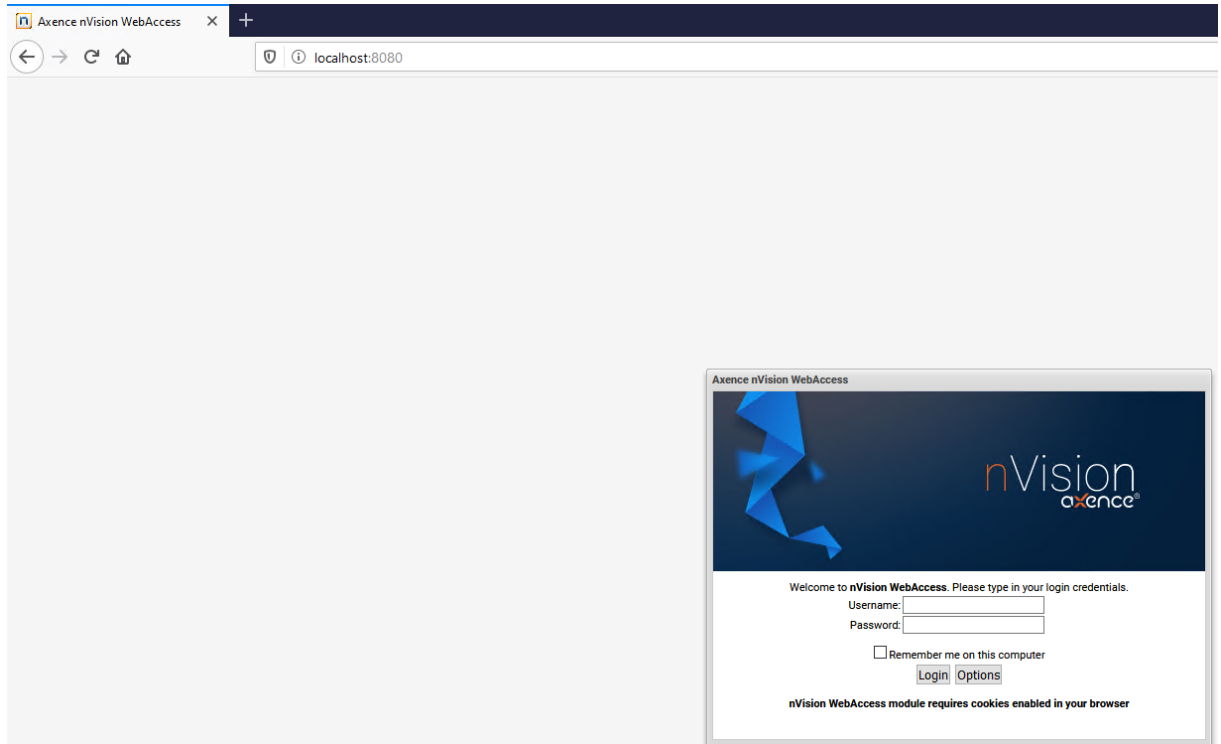 Axence nVision WebAccess
localhost:8080
Axence nVision WebAccess
nVision
axence®
Welcome to nVision WebAccess. Please type in your login credentials.
Username:
Password:
Remember me on this computer
Login Options
nVision WebAccess module requires cookies enabled in your browser